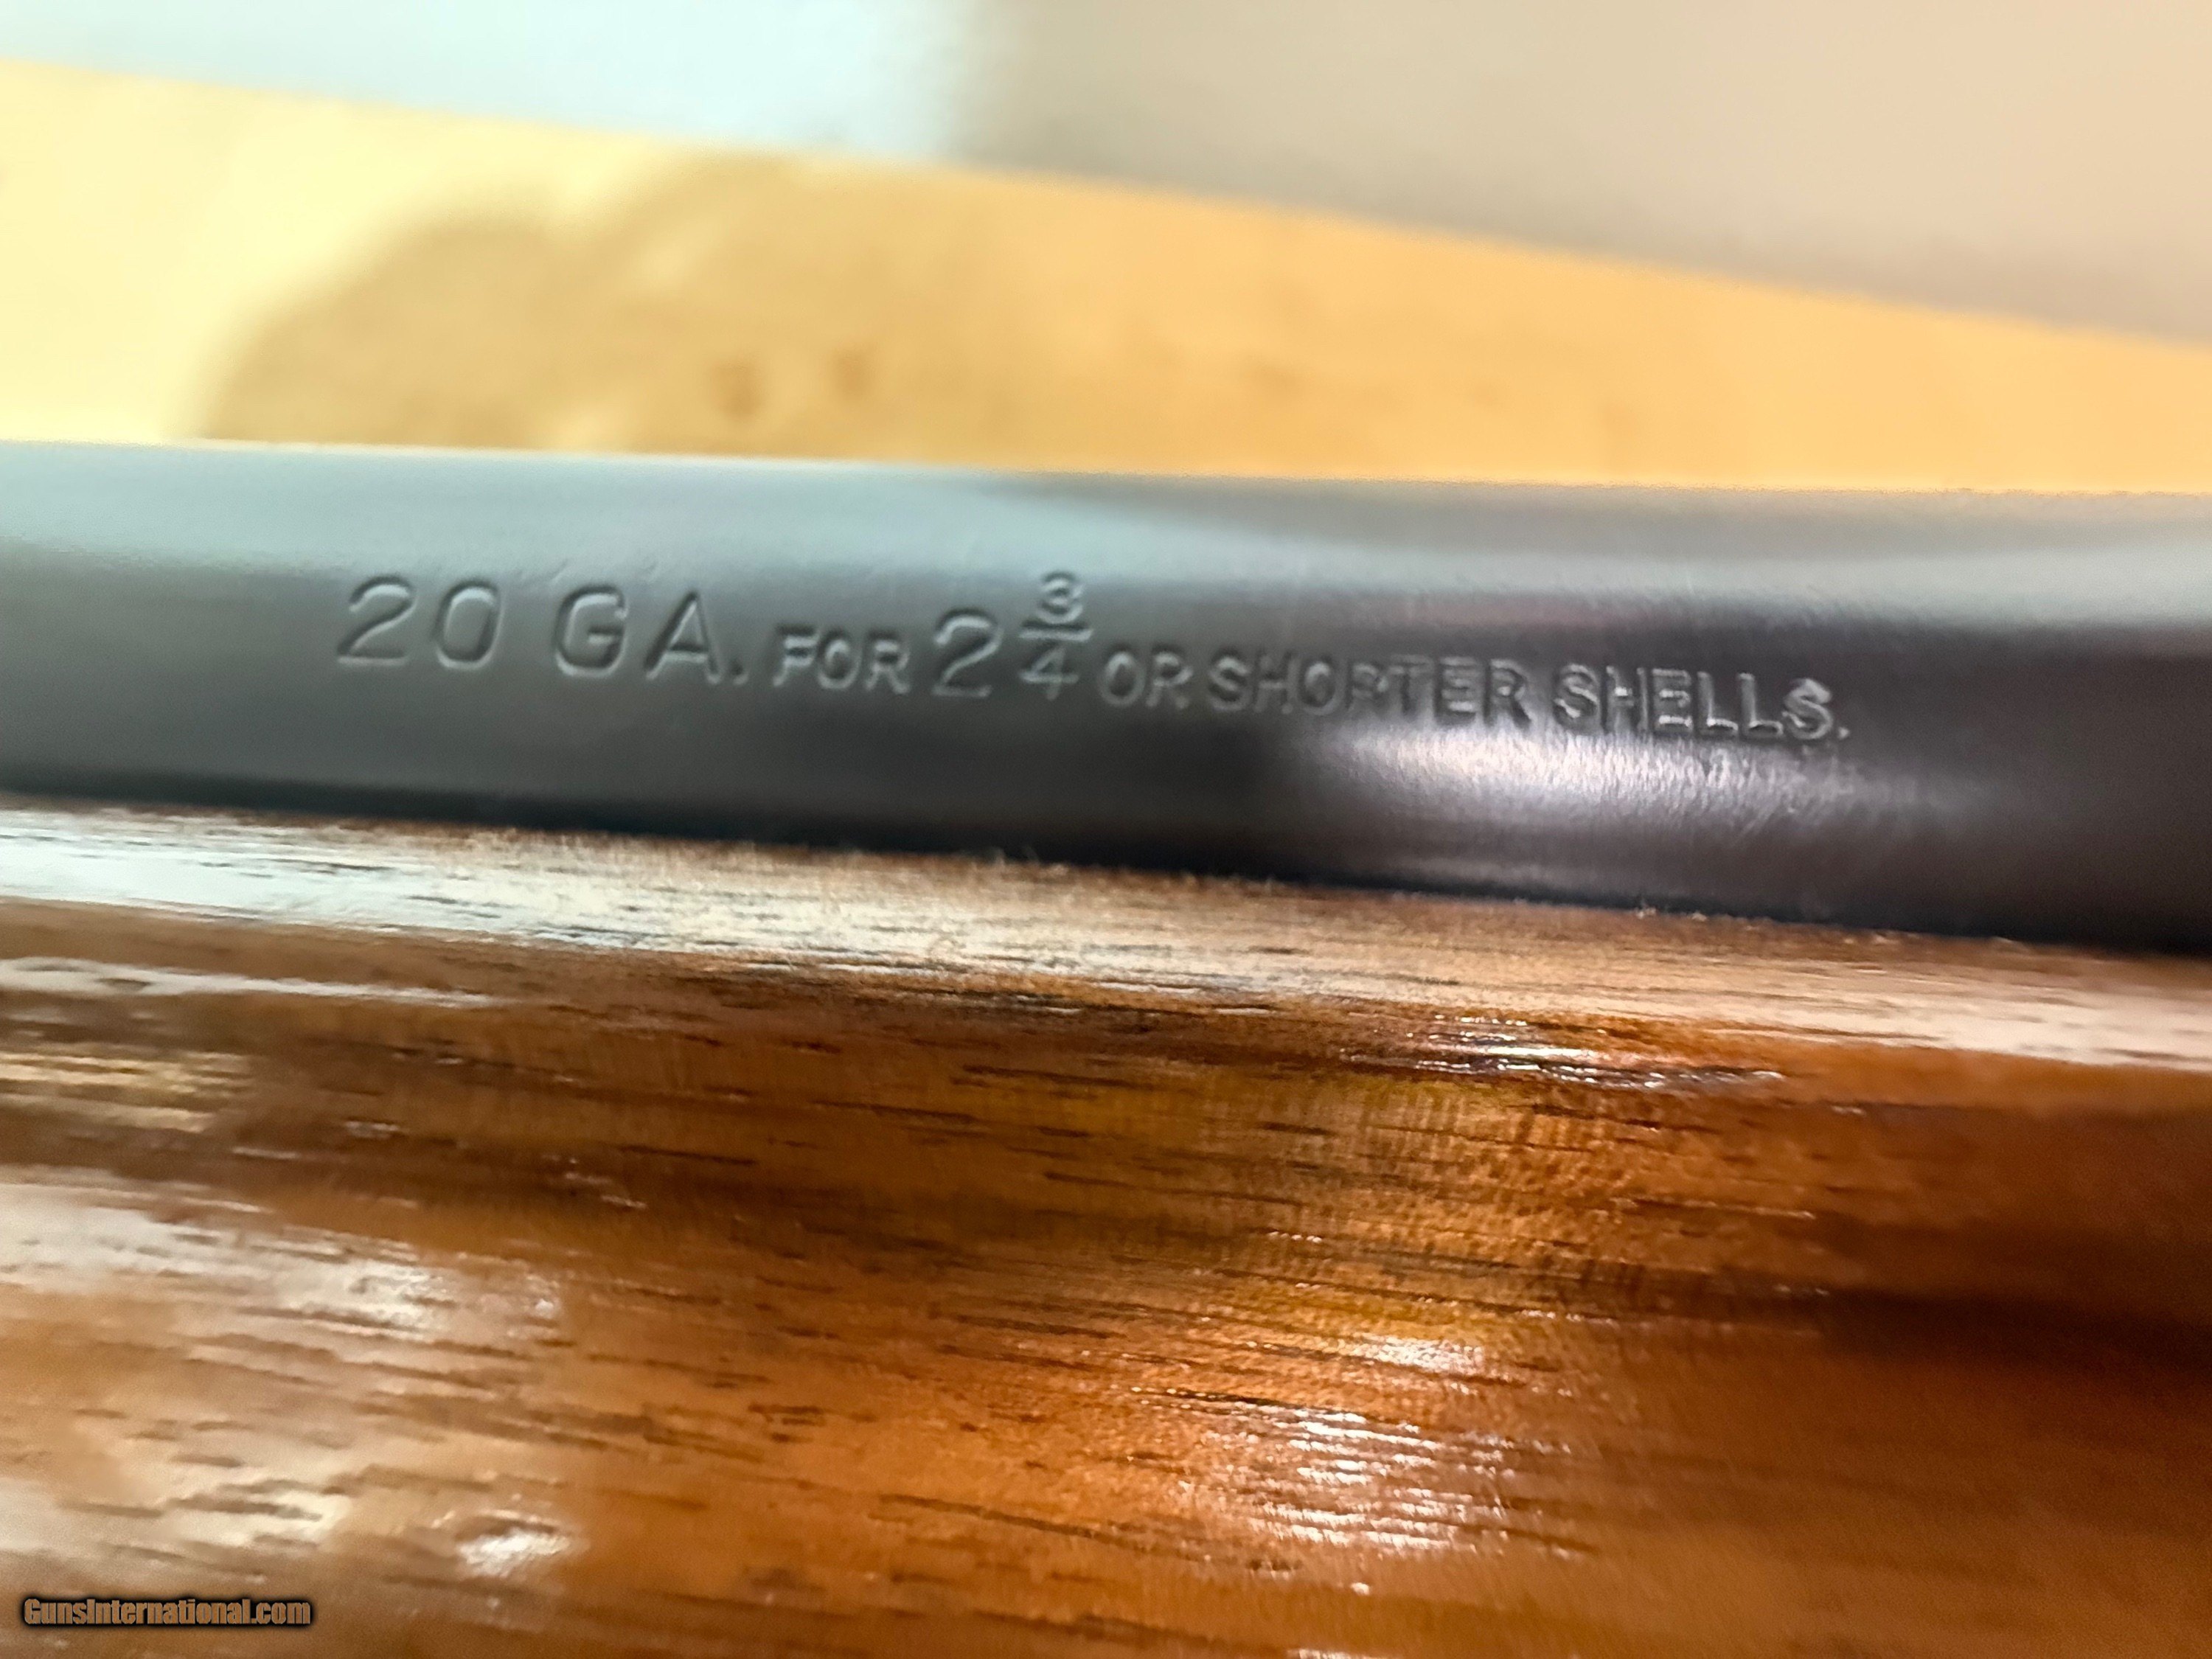 20 GA. FOR 2 3/4 OR SHORTER SHELLS.
GunsInternational.com